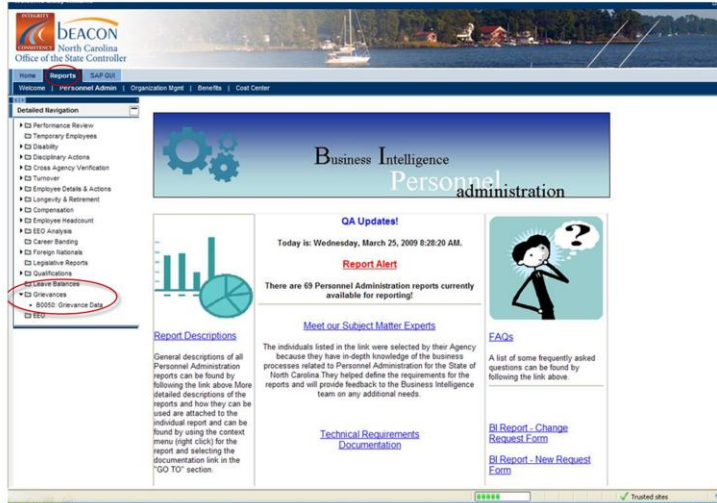 INTEGRITY
CONSISTENCY
bEACON
North Carolina
Office of the State Controller
Home Reports SAP GUI
Welcome | Personnel Admin | Organization Mgmt | Benefits | Cost Center
Detailed Navigation
Performance Review
Temporary Employees
Disability
Disciplinary Actions
Cross Agency Verification
Turnover
Employee Details & Actions
Longevity & Retirement
Compensation
Employee Headcount
EEO Analysis
Career Banding
Foreign Nationals
Legislative Reports
Qualifications
Leave Balances
Grievances
B0050: Grievance Data
EEO
Business Intelligence
Personnel
administration
QA Updates!
Today is: Wednesday, March 25, 2009 8:28:20 AM.
Report Alert
There are 69 Personnel Administration reports currently
available for reporting!
Report Descriptions
General descriptions of all
Personnel Administration
reports can be found by
following the link above.More
detailed descriptions of the
reports and how they can be
used are attached to the
individual report and can be
found by using the context
menu (right click) for the
report and selecting the
documentation link in the
"GO TO" section.
Meet our Subject Matter Experts
The individuals listed in the link were selected by their Agency
because they have in-depth knowledge of the business
processes related to Personnel Administration for the State of
North Carolina.They helped define the requirements for the
reports and will provide feedback to the Business Intelligence
team on any additional needs.
Technical Requirements
Documentation
?
FAQs
A list of some frequently asked
questions can be found by
following the link above.
BI Report - Change
Request Form
BI Report - New Request
Form
Trusted sites